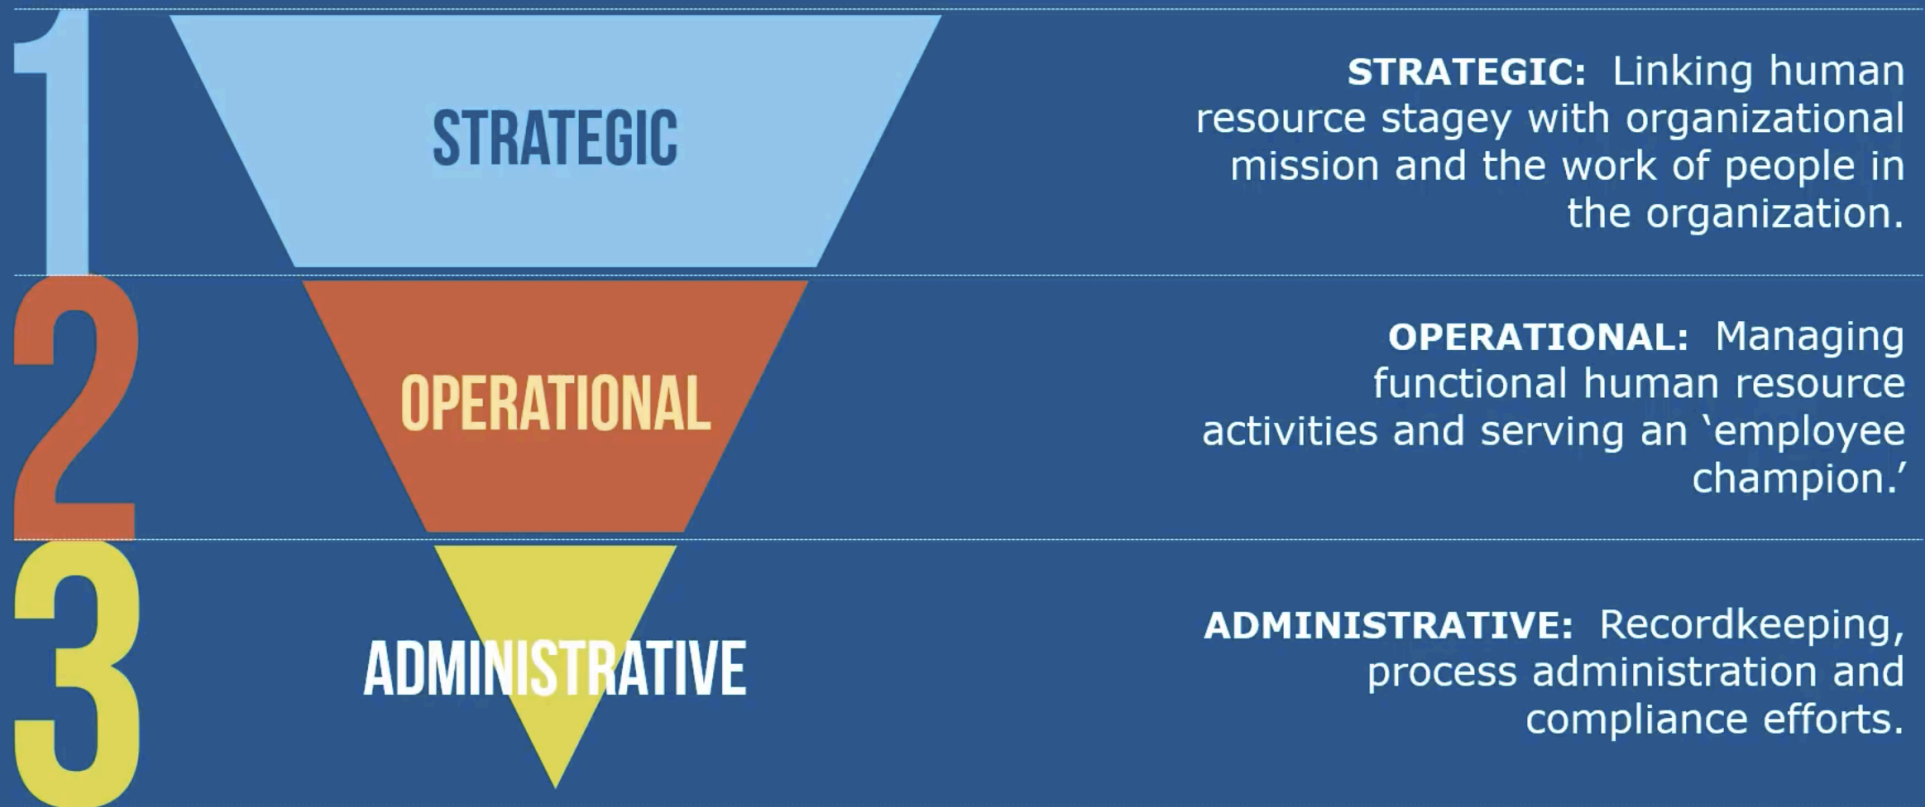 1
STRATEGIC
STRATEGIC: Linking human
resource stagey with organizational
mission and the work of people in
the organization.
2
OPERATIONAL
OPERATIONAL: Managing
functional human resource
activities and serving an ‘employee
champion.’
3
ADMINISTRATIVE
ADMINISTRATIVE: Recordkeeping,
process administration and
compliance efforts.